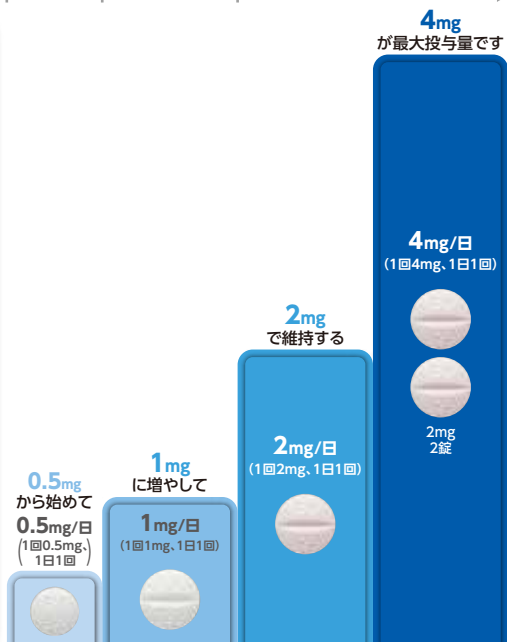 4mg
が最大投与量です
4mg/日
(1回4mg、1日1回)
2mg
2錠
2mg
で維持する
2mg/日
(1回2mg、1日1回)
1mg
に増やして
1mg/日
(1回1mg、1日1回)
0.5mg
から始めて
0.5mg/日
(1回0.5mg、
1日1回)